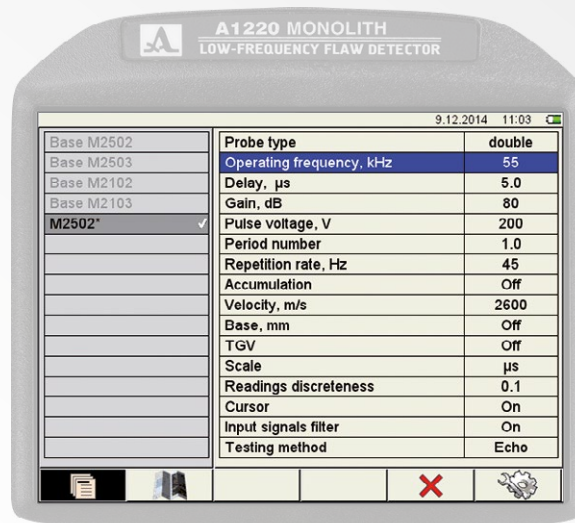 A1220 MONOLITH
LOW-FREQUENCY FLAW DETECTOR
9.12.2014 11:03
Base M2502
Base M2503
Base M2102
Base M2103
M2502*
Probe type double
Operating frequency, kHz 55
Delay, µs 5.0
Gain, dB 80
Pulse voltage, V 200
Period number 1.0
Repetition rate, Hz 45
Accumulation Off
Velocity, m/s 2600
Base, mm Off
TGV Off
Scale µs
Readings discreteness 0.1
Cursor On
Input signals filter On
Testing method Echo